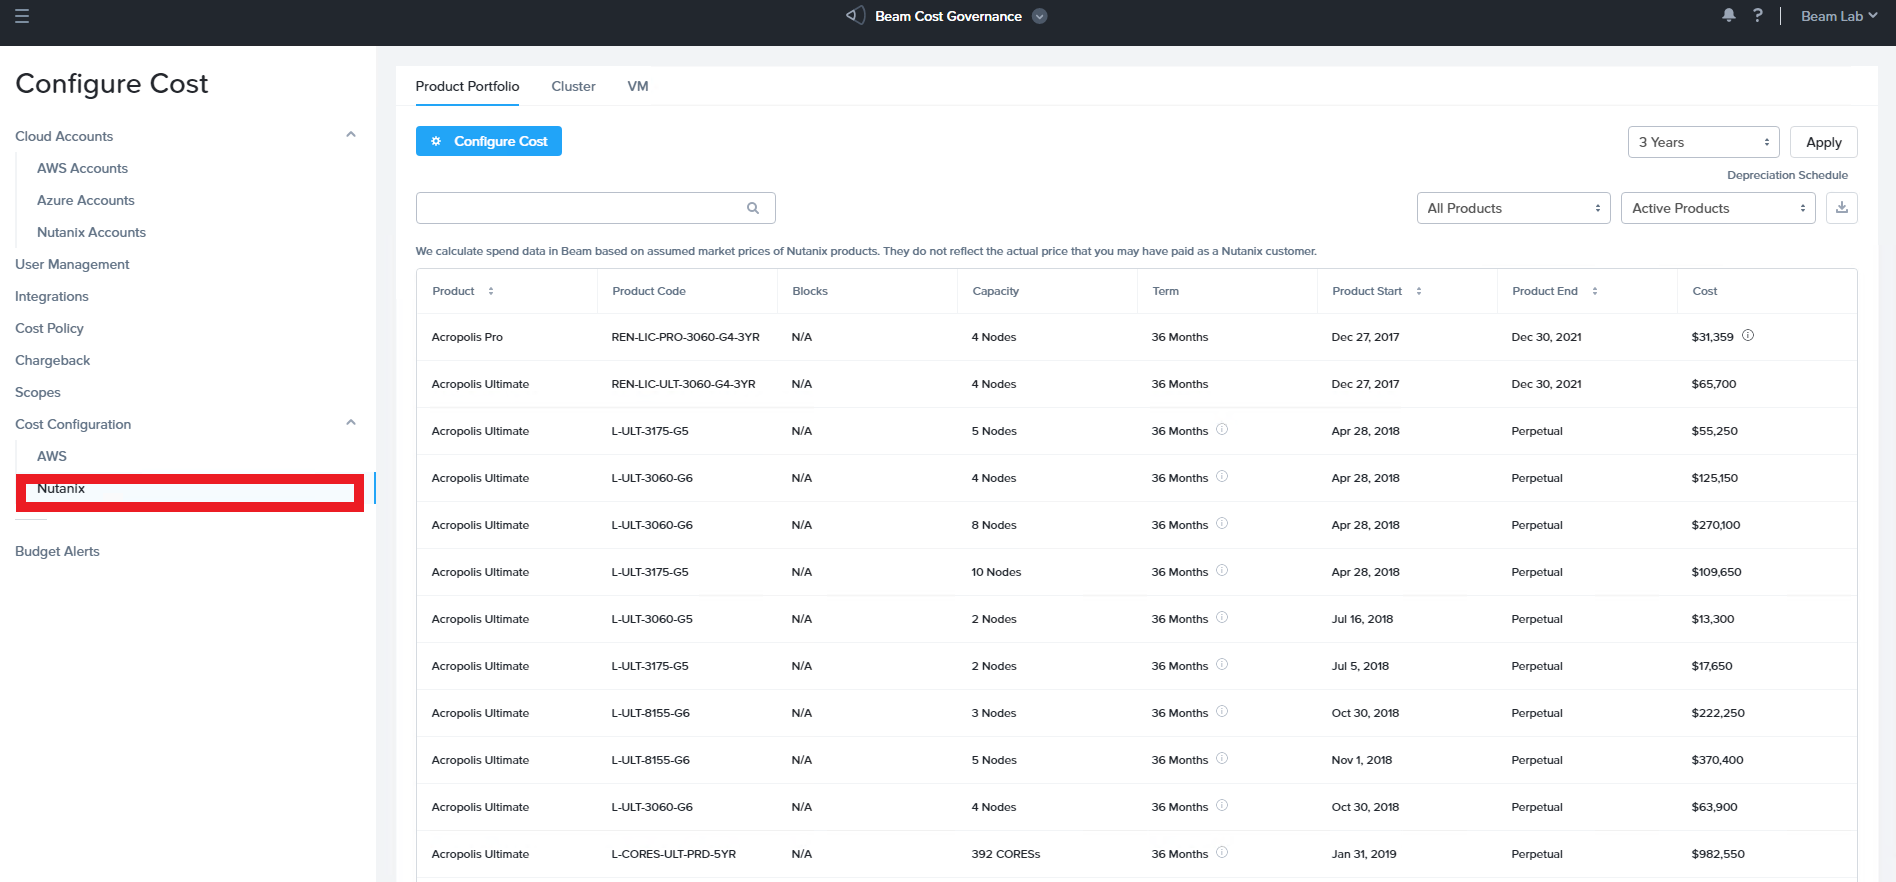 Beam Cost Governance
? Beam Lab
Configure Cost
Cloud Accounts
AWS Accounts
Azure Accounts
Nutanix Accounts
User Management
Integrations
Cost Policy
Chargeback
Scopes
Cost Configuration
AWS
Nutanix
Budget Alerts
Product Portfolio Cluster VM
Configure Cost 3 Years Apply
Depreciation Schedule
All Products Active Products
We calculate spend data in Beam based on assumed market prices of Nutanix products. They do not reflect the actual price that you may have paid as a Nutanix customer.
Product Product Code Blocks Capacity Term Product Start Product End Cost
Acropolis Pro REN-LIC-PRO-3060-G4-3YR N/A 4 Nodes 36 Months Dec 27, 2017 Dec 30, 2021 $31,359
Acropolis Ultimate REN-LIC-ULT-3060-G4-3YR N/A 4 Nodes 36 Months Dec 27, 2017 Dec 30, 2021 $65,700
Acropolis Ultimate L-ULT-3175-G5 N/A 5 Nodes 36 Months Apr 28, 2018 Perpetual $55,250
Acropolis Ultimate L-ULT-3060-G6 N/A 4 Nodes 36 Months Apr 28, 2018 Perpetual $125,150
Acropolis Ultimate L-ULT-3060-G6 N/A 8 Nodes 36 Months Apr 28, 2018 Perpetual $270,100
Acropolis Ultimate L-ULT-3175-G5 N/A 10 Nodes 36 Months Apr 28, 2018 Perpetual $109,650
Acropolis Ultimate L-ULT-3060-G5 N/A 2 Nodes 36 Months Jul 16, 2018 Perpetual $13,300
Acropolis Ultimate L-ULT-3175-G5 N/A 2 Nodes 36 Months Jul 5, 2018 Perpetual $17,650
Acropolis Ultimate L-ULT-8155-G6 N/A 3 Nodes 36 Months Oct 30, 2018 Perpetual $222,250
Acropolis Ultimate L-ULT-8155-G6 N/A 5 Nodes 36 Months Nov 1, 2018 Perpetual $370,400
Acropolis Ultimate L-ULT-3060-G6 N/A 4 Nodes 36 Months Oct 30, 2018 Perpetual $63,900
Acropolis Ultimate L-CORES-ULT-PRD-5YR N/A 392 CORESs 36 Months Jan 31, 2019 Perpetual $982,550